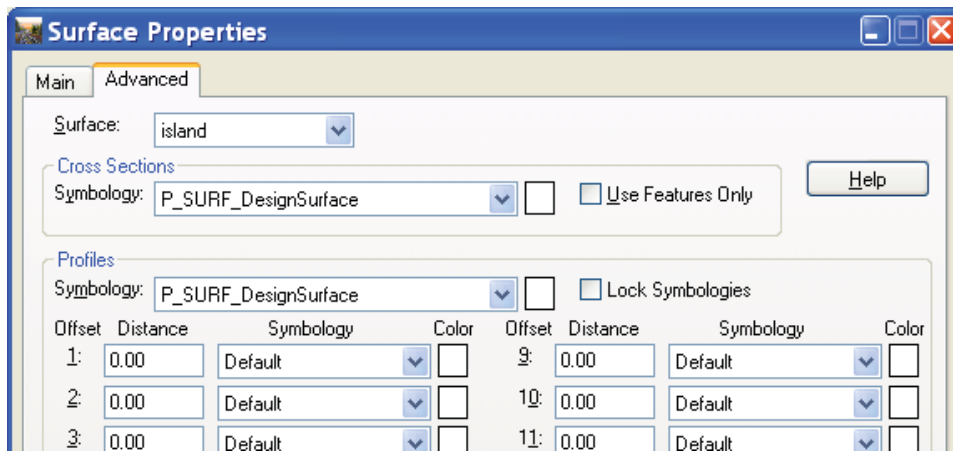 Surface Properties
Main Advanced
Surface: island
Cross Sections
Symbology: P_SURF_DesignSurface Use Features Only Help
Profiles
Symbology: P_SURF_DesignSurface Lock Symbologies
Offset Distance Symbology Color Offset Distance Symbology Color
1: 0.00 Default 9: 0.00 Default
2: 0.00 Default 10: 0.00 Default
3: 0.00 Default 11: 0.00 Default